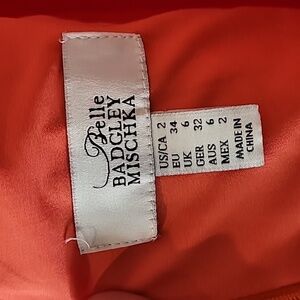 Belle
BADGLEY
MISCHKA
US/CA 2
EU 34
UK 6
GER 32
AUS 6
MEX 2
MADE IN
CHINA